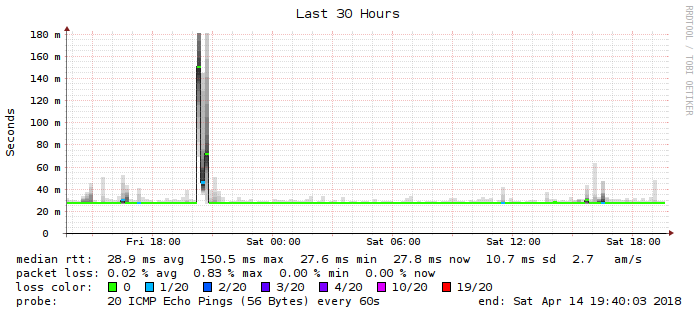 Last 30 Hours
RRDTOOL / TOBI OETIKER
Seconds
180 m
160 m
140 m
120 m
100 m
80 m
60 m
40 m
20 m
0
Fri 18:00 Sat 00:00 Sat 06:00 Sat 12:00 Sat 18:00
median rtt: 28.9 ms avg 150.5 ms max 27.6 ms min 27.8 ms now 10.7 ms sd 2.7 am/s
packet loss: 0.02 % avg 0.83 % max 0.00 % min 0.00 % now
loss color: 0 1/20 2/20 3/20 4/20 10/20 19/20
probe: 20 ICMP Echo Pings (56 Bytes) every 60s end: Sat Apr 14 19:40:03 2018